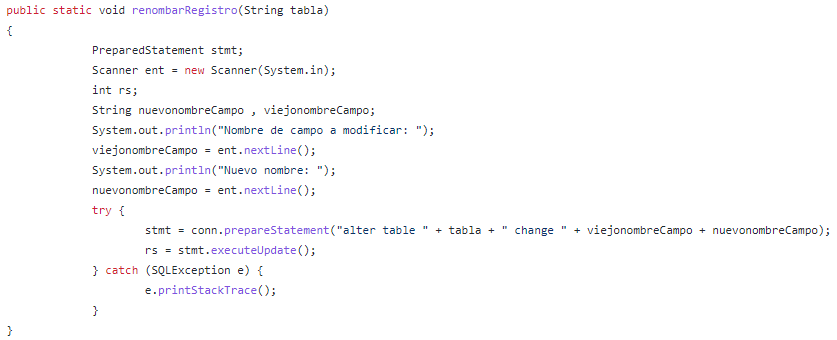 public static void renombarRegistro(String tabla)
{
PreparedStatement stmt;
Scanner ent = new Scanner(System.in);
int rs;
String nuevonombreCampo , viejonombreCampo;
System.out.println("Nombre de campo a modificar: ");
viejonombreCampo = ent.nextLine();
System.out.println("Nuevo nombre: ");
nuevonombreCampo = ent.nextLine();
try {
stmt = conn.prepareStatement("alter table " + tabla + " change " + viejonombreCampo + nuevonombreCampo);
rs = stmt.executeUpdate();
} catch (SQLException e) {
e.printStackTrace();
}
}